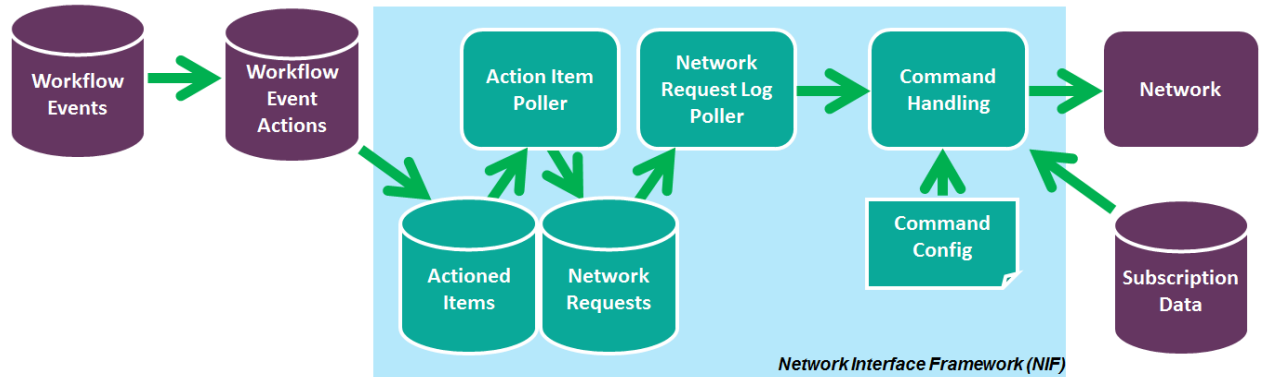 Workflow
Events
Workflow
Event
Actions
Action Item
Poller
Network
Request Log
Poller
Command
Handling
Network
Actioned
Items
Network
Requests
Command
Config
Subscription
Data
Network Interface Framework (NIF)